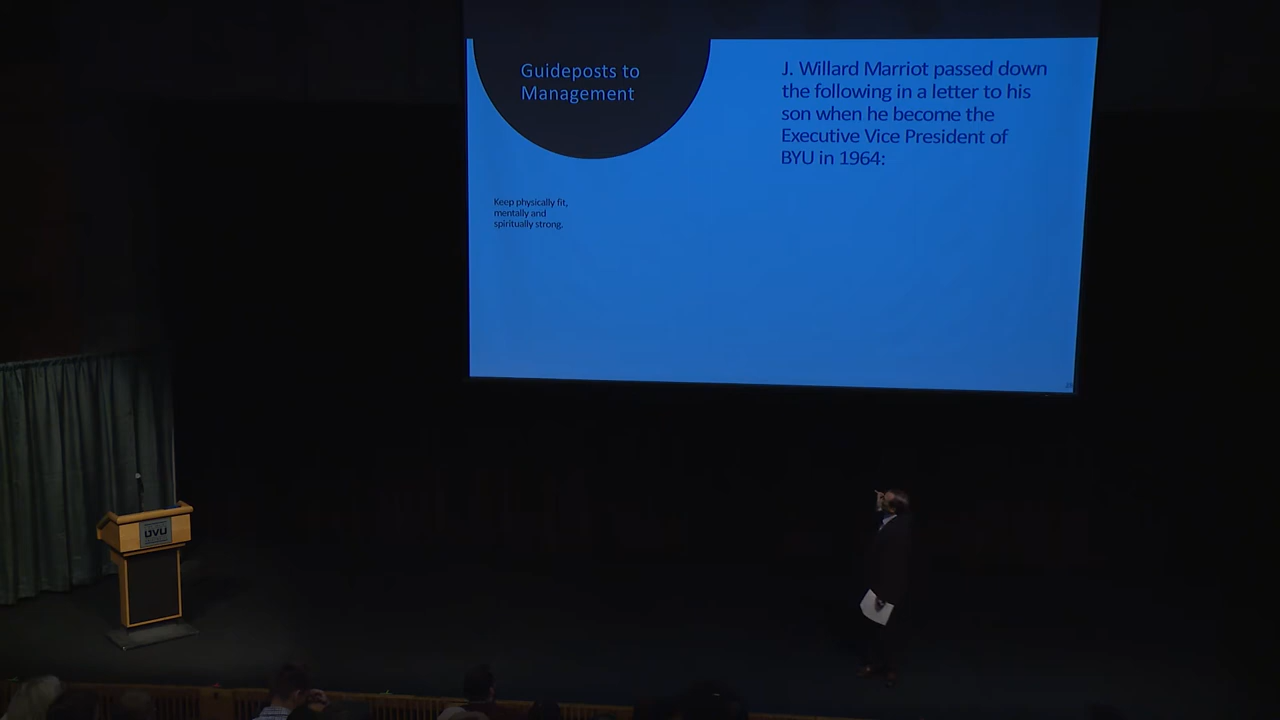 Guideposts to
Management
J. Willard Marriot passed down
the following in a letter to his
son when he become the
Executive Vice President of
BYU in 1964:
Keep physically fit,
mentally and
spiritually strong.
UVU